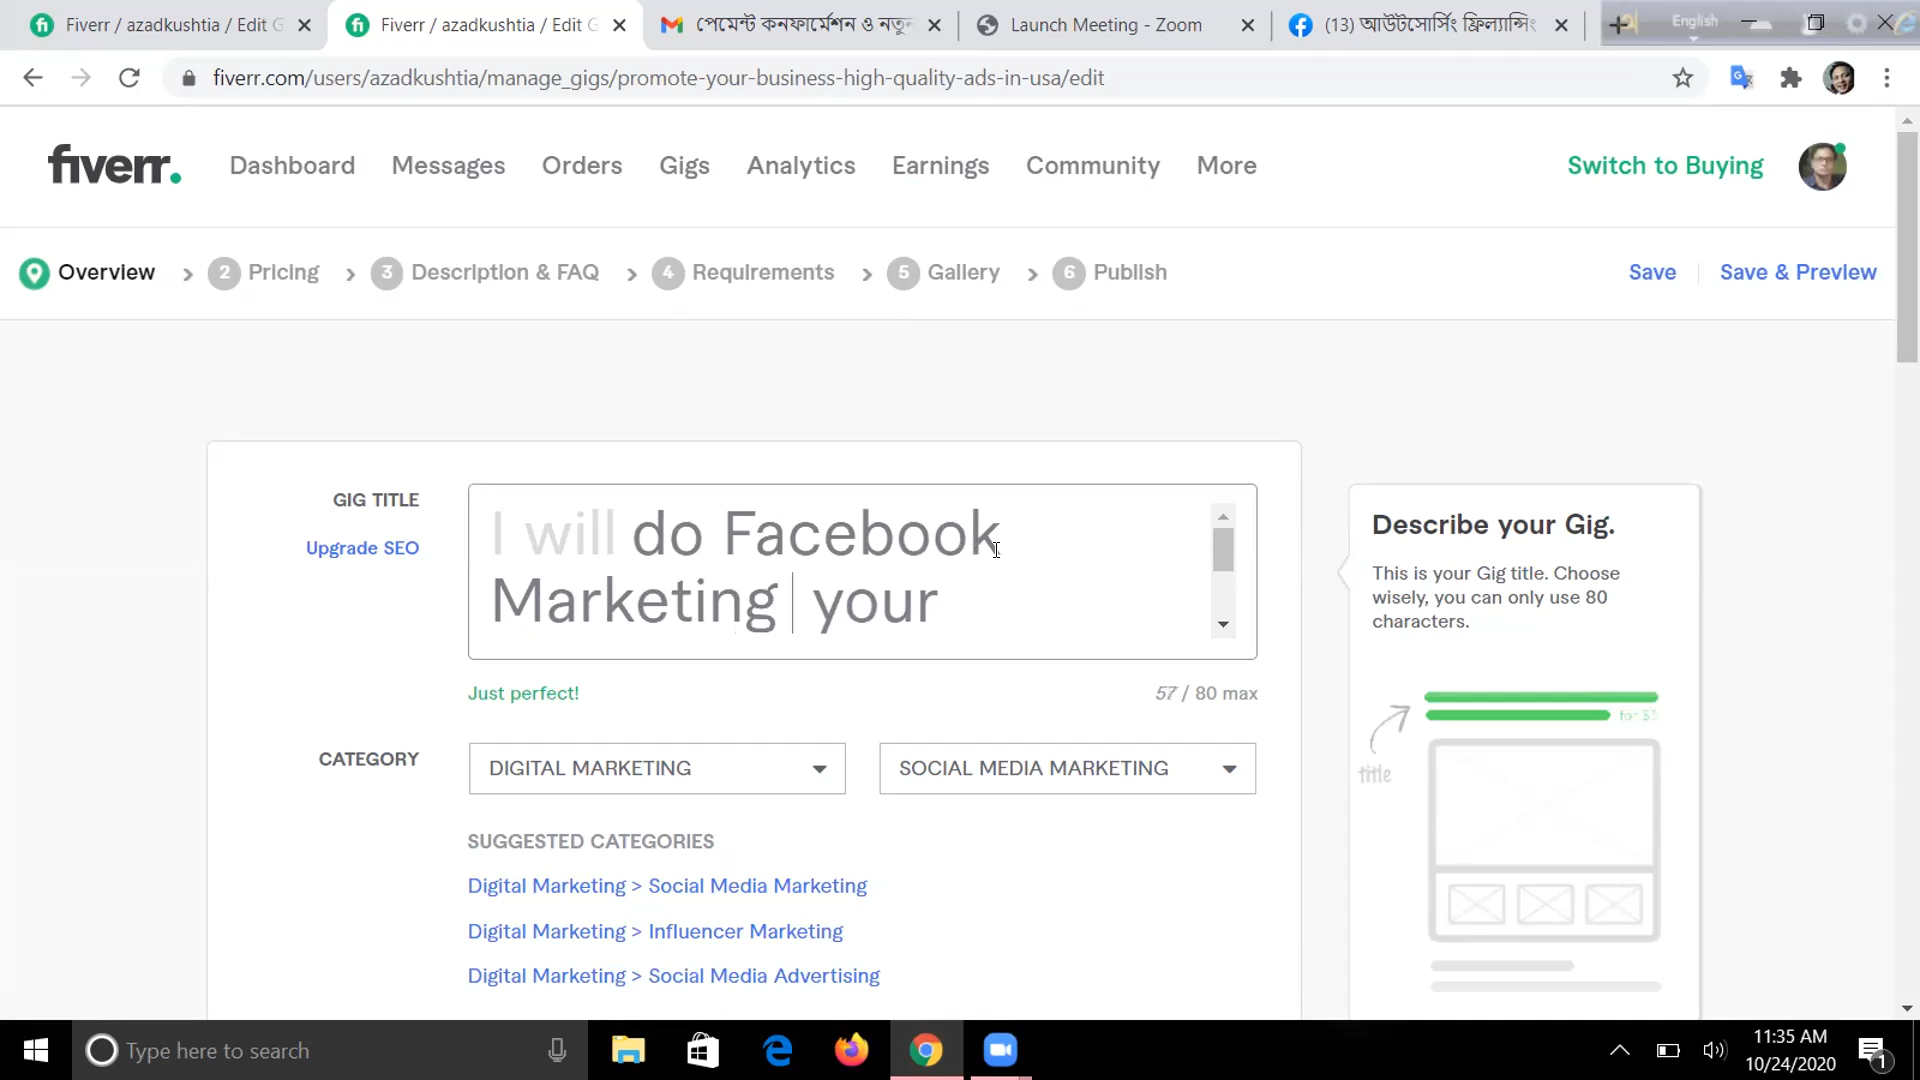 Fiverr / azadkushtia / Edit G
Fiverr / azadkushtia / Edit G
পেমেন্ট কনফার্মেশন ও নতুন
Launch Meeting - Zoom
(13) আউটসোর্সিং ফ্রিল্যান্সিং
English
fiverr.com/users/azadkushtia/manage_gigs/promote-your-business-high-quality-ads-in-usa/edit
fiverr.
Dashboard Messages Orders Gigs Analytics Earnings Community More
Switch to Buying
Overview > 2 Pricing > 3 Description & FAQ > 4 Requirements > 5 Gallery > 6 Publish
Save | Save & Preview
GIG TITLE
Upgrade SEO
I will do Facebook
Marketing your
Just perfect!
57 / 80 max
CATEGORY
DIGITAL MARKETING
SOCIAL MEDIA MARKETING
SUGGESTED CATEGORIES
Digital Marketing > Social Media Marketing
Digital Marketing > Influencer Marketing
Digital Marketing > Social Media Advertising
Describe your Gig.
This is your Gig title. Choose
wisely, you can only use 80
characters.
for $5
title
Type here to search
11:35 AM
10/24/2020
1